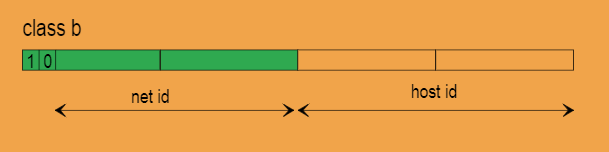 class b
1 0
net id
host id